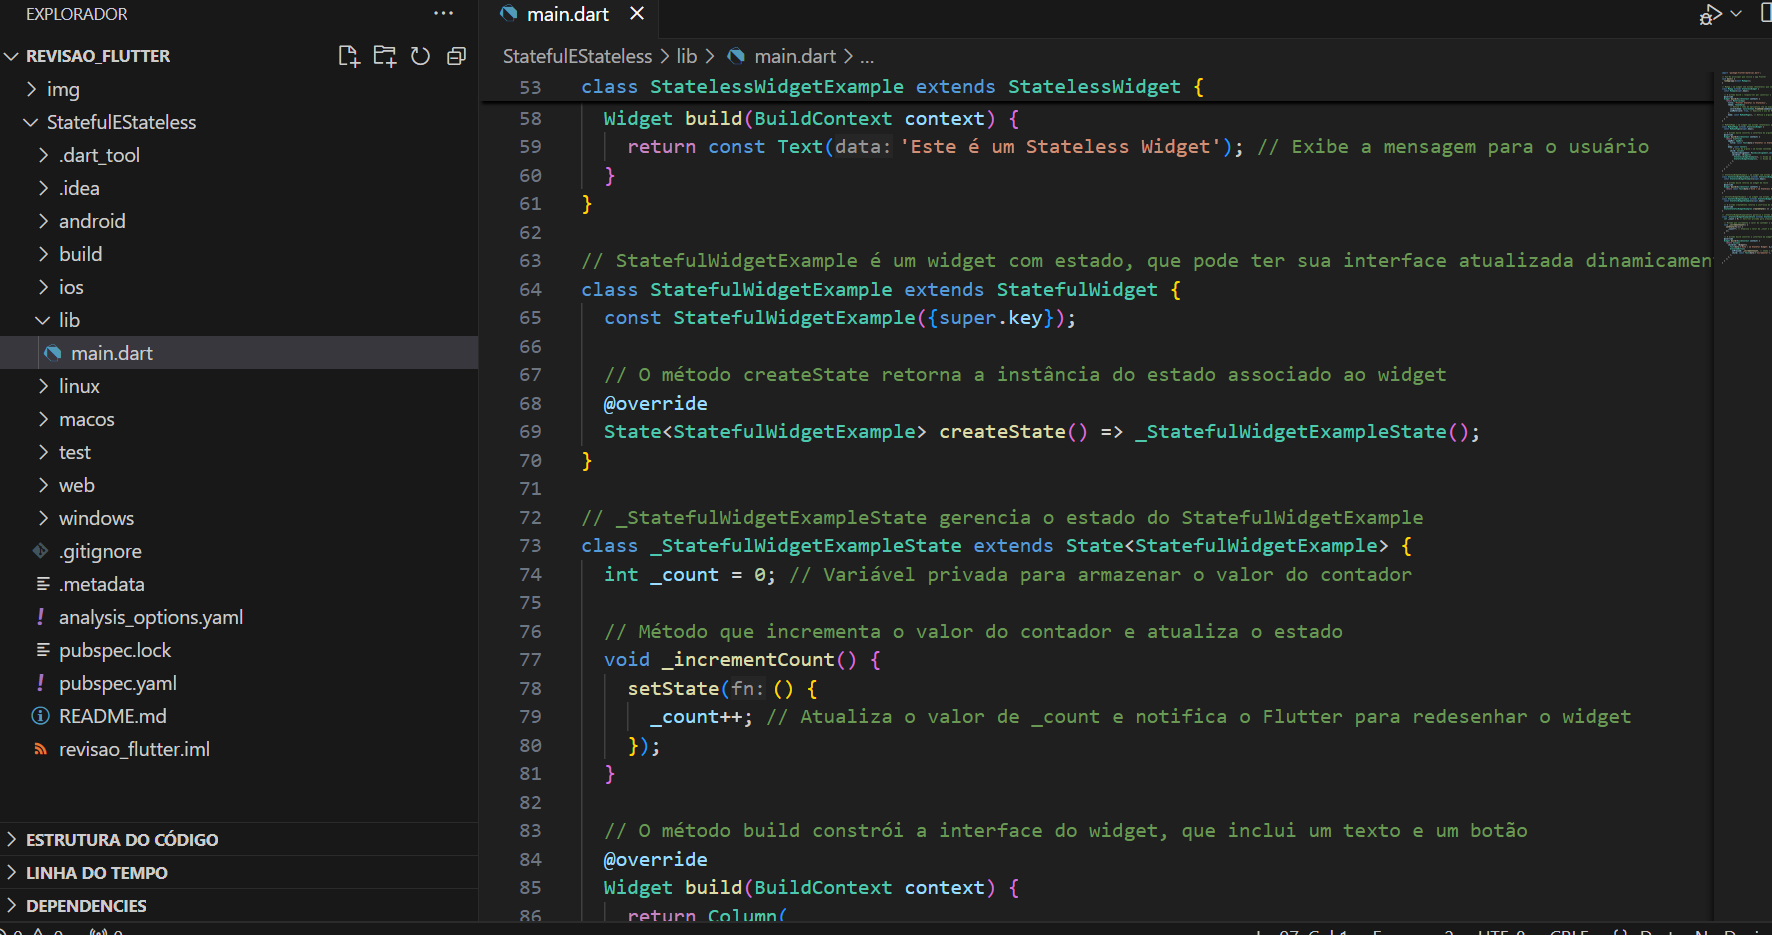 EXPLORADOR
REVISAO_FLUTTER
img
StatefulEStateless
.dart_tool
.idea
android
build
ios
lib
main.dart
linux
macos
test
web
windows
.gitignore
.metadata
analysis_options.yaml
pubspec.lock
pubspec.yaml
README.md
revisao_flutter.iml
ESTRUTURA DO CÓDIGO
LINHA DO TEMPO
DEPENDENCIES
main.dart
StatefulEStateless > lib > main.dart > ...
53 class StatelessWidgetExample extends StatelessWidget {
58 Widget build(BuildContext context) {
59 return const Text(data: 'Este é um Stateless Widget'); // Exibe a mensagem para o usuário
60 }
61 }
62
63 // StatefulWidgetExample é um widget com estado, que pode ter sua interface atualizada dinamicamen
64 class StatefulWidgetExample extends StatefulWidget {
65 const StatefulWidgetExample({super.key});
66
67 // O método createState retorna a instância do estado associado ao widget
68 @override
69 State<StatefulWidgetExample> createState() => _StatefulWidgetExampleState();
70 }
71
72 // _StatefulWidgetExampleState gerencia o estado do StatefulWidgetExample
73 class _StatefulWidgetExampleState extends State<StatefulWidgetExample> {
74 int _count = 0; // Variável privada para armazenar o valor do contador
75
76 // Método que incrementa o valor do contador e atualiza o estado
77 void _incrementCount() {
78 setState(fn: () {
79 _count++; // Atualiza o valor de _count e notifica o Flutter para redesenhar o widget
80 });
81 }
82
83 // O método build constrói a interface do widget, que inclui um texto e um botão
84 @override
85 Widget build(BuildContext context) {
86 return Column(